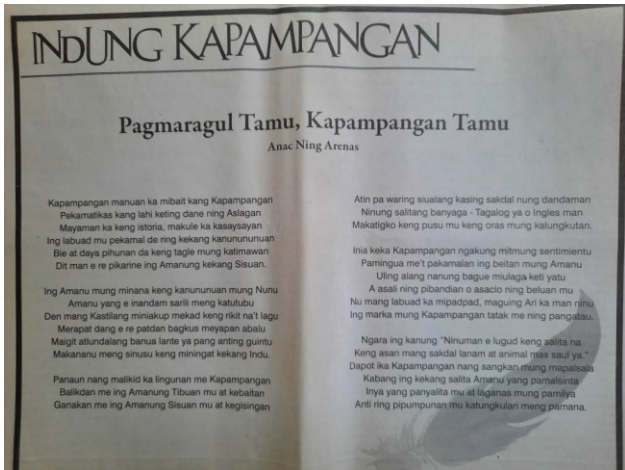 INDUNG KAPAMPANGAN
Pagmaragul Tamu, Kapampangan Tamu
Anac Ning Arenas
Kapampangan manuan ka mibait kang Kapampangan
Pekamatikas kang lahi keting dane ning Aslagan
Mayaman ka keng istoria, makule ka kasaysayan
Ing labuad mu pekamal de ring kekang kanunununuan
Bie at daya pihunan da keng tagle mung katimawan
Dit man e re pikarine ing Amanung kekang Sisuan.
Ing Amanu mung minana keng kanunuan mung Nunu
Amanu yang e inandam sarili meng katutubu
Den mang Kastilang miniakup mekad keng rikit na't lagu
Merapat dang e re patdan bagkus meyapan abalu
Maigit atlundalang banua lante ya pang anting guintu
Makananu meng sinusu keng miningat kekang Indu.
Panaun nang malikid ka lingunan me Kapampangan
Balikdan me ing Amanung Tibuan mu at kebaitan
Ganakan me ing Amanung Sisuan mu at kegisingan
Atin pa waring siualang kasing sakdal nung dandaman
Ninung salitang banyaga - Tagalog ya o Ingles man
Makatigko keng pusu mu keng oras mung kalungkutan.
Inia keka Kapampangan ngakung mitmung sentimientu
Pamingua me't pakamalan ing beitan mung Amanu
Uling alang nanung bague miulaga keti yatu
A asali ning pibandian o asacio ning beluan mu
Nu mang labuad ka mipadpad, maguing Ari ka man ninu
Ing marka mung Kapampangan tatak me ning pangatau.
Ngara ing kanung "Ninuman e lugud keng salita na
Keng asan mang sakdal lanam at animal mas saul ya."
Dapot ika Kapampangan nang sangkan mung mapalsala
Kabang ing kekang salita Amanu yang pamalsinta
Inya yang panyalita mu at laganas mung pamilya
Anti ring pipumpunan mu katungkulan meng pamana.